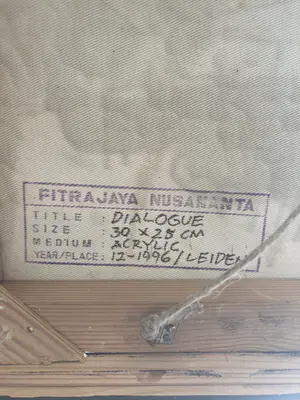 FITRAJAYA NUSANANTA
TITLE : DIALOGUE
SIZE : 30 X 25 CM
MEDIUM : ACRYLIC
YEAR/PLACE : 12-1996/LEIDEN